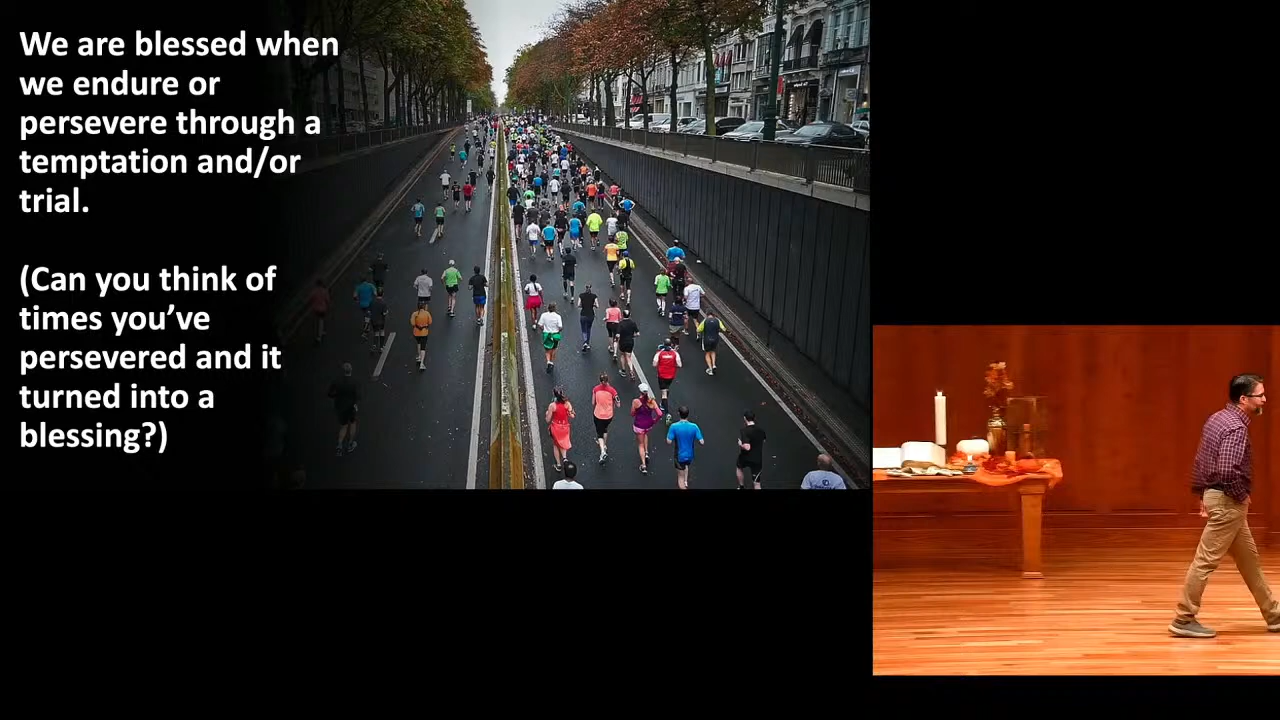 We are blessed when
we endure or
persevere through a
temptation and/or
trial.
(Can you think of
times you’ve
persevered and it
turned into a
blessing?)